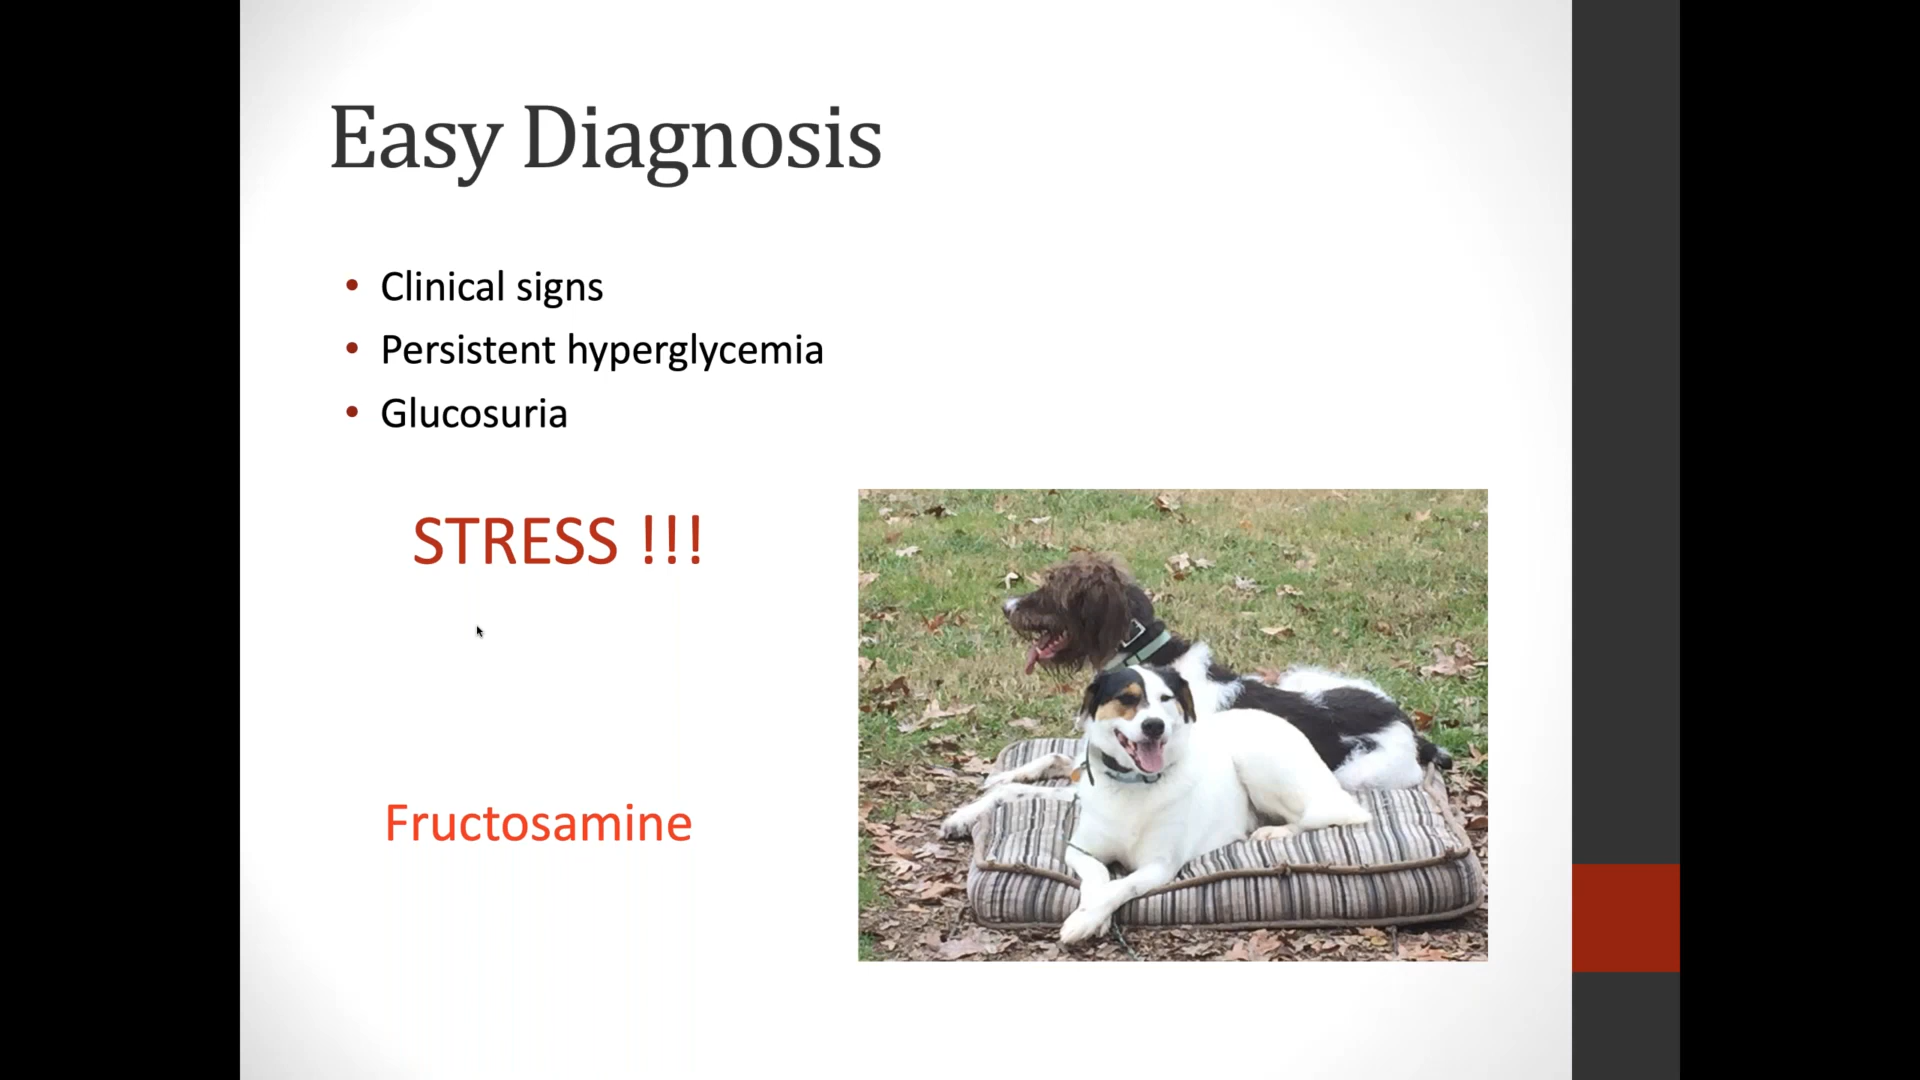 Easy Diagnosis
• Clinical signs
• Persistent hyperglycemia
• Glucosuria
STRESS !!!
Fructosamine